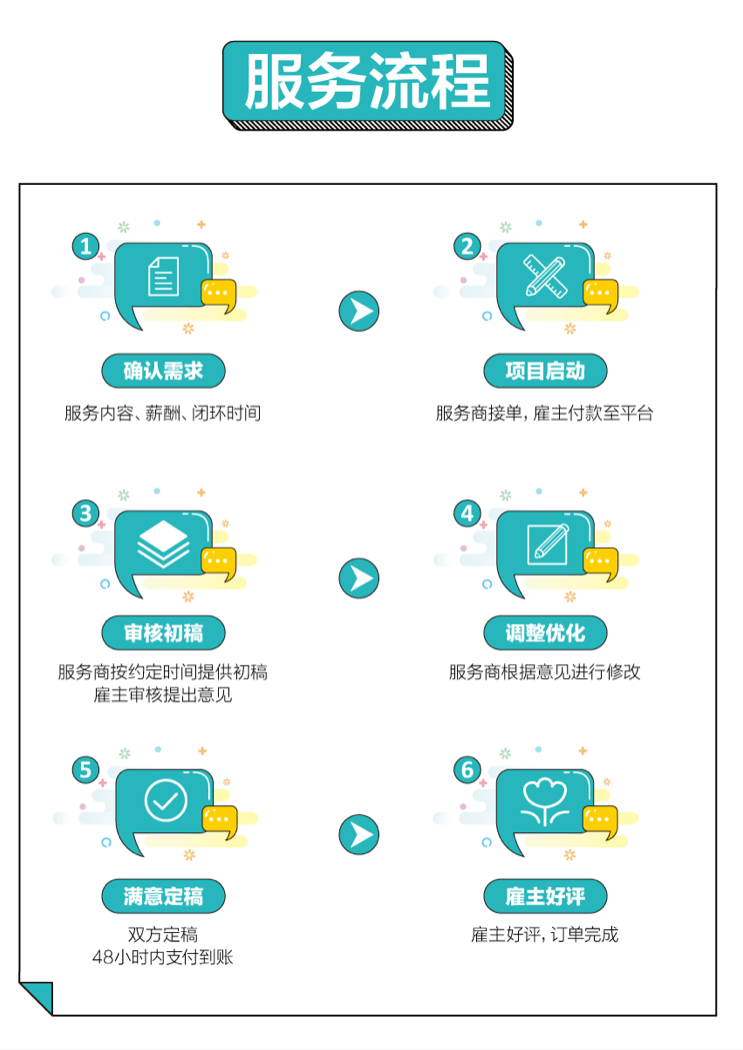 服务流程
1
确认需求
服务内容、薪酬、闭环时间
2
项目启动
服务商接单，雇主付款至平台
3
审核初稿
服务商按约定时间提供初稿
雇主审核提出意见
4
调整优化
服务商根据意见进行修改
5
满意定稿
双方定稿
48小时内支付到账
6
雇主好评
雇主好评，订单完成